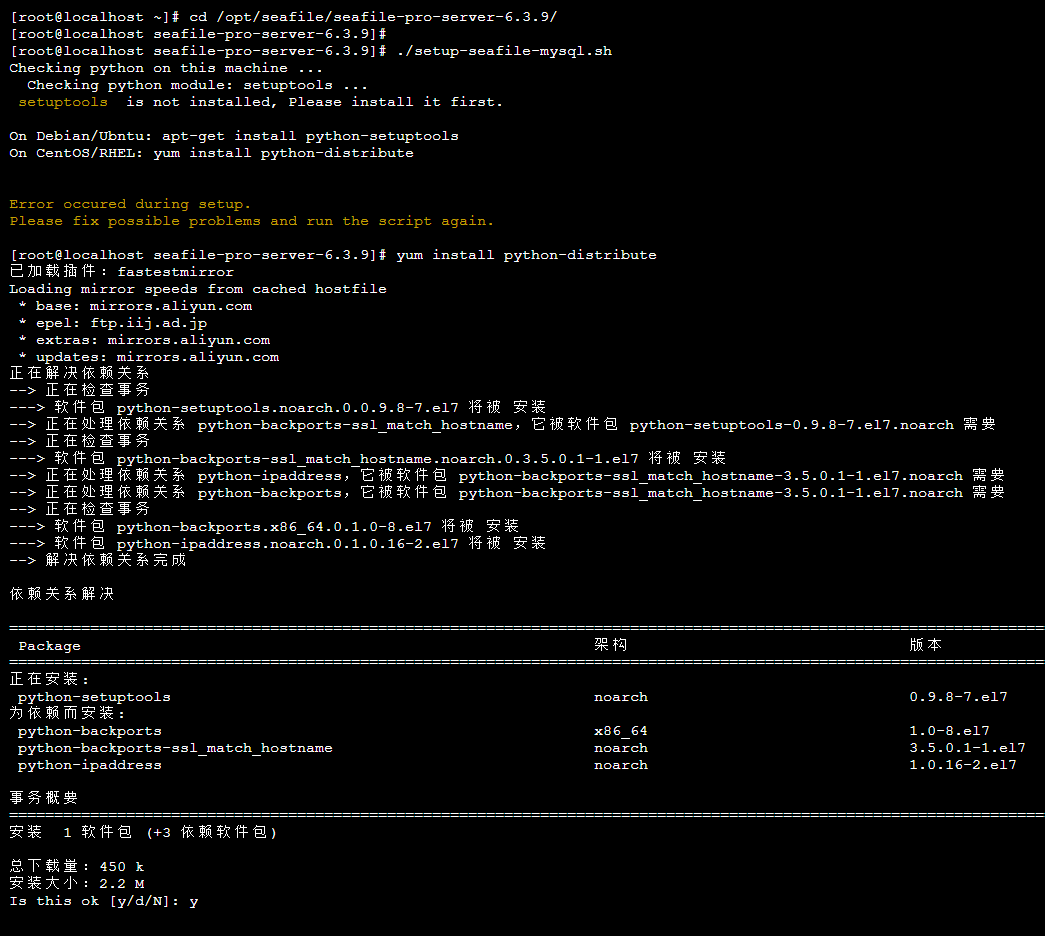 [root@localhost ~]# cd /opt/seafile/seafile-pro-server-6.3.9/
[root@localhost seafile-pro-server-6.3.9]#
[root@localhost seafile-pro-server-6.3.9]# ./setup-seafile-mysql.sh
Checking python on this machine ...
  Checking python module: setuptools ...
 setuptools  is not installed, Please install it first.

On Debian/Ubntu: apt-get install python-setuptools
On CentOS/RHEL: yum install python-distribute

Error occured during setup.
Please fix possible problems and run the script again.

[root@localhost seafile-pro-server-6.3.9]# yum install python-distribute
已加载插件：fastestmirror
Loading mirror speeds from cached hostfile
 * base: mirrors.aliyun.com
 * epel: ftp.iij.ad.jp
 * extras: mirrors.aliyun.com
 * updates: mirrors.aliyun.com
正在解决依赖关系
--> 正在检查事务
---> 软件包 python-setuptools.noarch.0.0.9.8-7.el7 将被 安装
--> 正在处理依赖关系 python-backports-ssl_match_hostname，它被软件包 python-setuptools-0.9.8-7.el7.noarch 需要
--> 正在检查事务
---> 软件包 python-backports-ssl_match_hostname.noarch.0.3.5.0.1-1.el7 将被 安装
--> 正在处理依赖关系 python-ipaddress，它被软件包 python-backports-ssl_match_hostname-3.5.0.1-1.el7.noarch 需要
--> 正在处理依赖关系 python-backports，它被软件包 python-backports-ssl_match_hostname-3.5.0.1-1.el7.noarch 需要
--> 正在检查事务
---> 软件包 python-backports.x86_64.0.1.0-8.el7 将被 安装
---> 软件包 python-ipaddress.noarch.0.1.0.16-2.el7 将被 安装
--> 解决依赖关系完成

依赖关系解决

===================================================================================================================
 Package 架构 版本
===================================================================================================================
正在安装:
 python-setuptools noarch 0.9.8-7.el7
为依赖而安装:
 python-backports x86_64 1.0-8.el7
 python-backports-ssl_match_hostname noarch 3.5.0.1-1.el7
 python-ipaddress noarch 1.0.16-2.el7

事务概要
===================================================================================================================
安装  1 软件包 (+3 依赖软件包)

总下载量：450 k
安装大小：2.2 M
Is this ok [y/d/N]: y